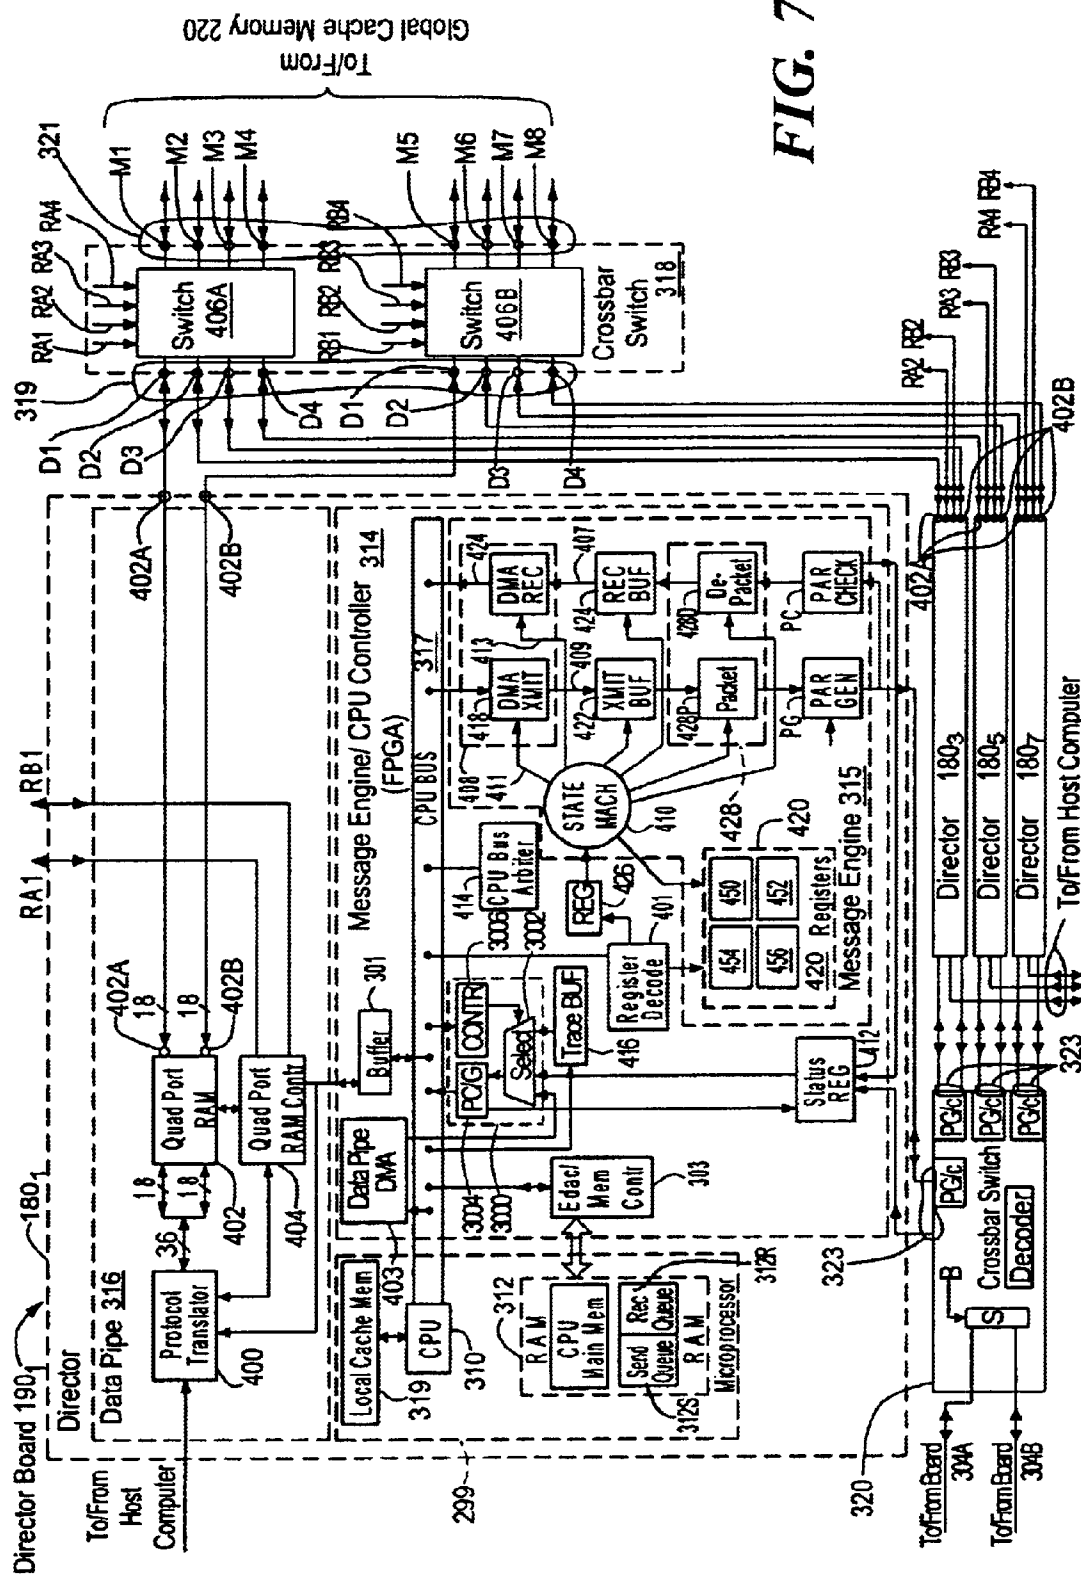 Director Board 190₁
180₁
RA1
RB1
Director
Data Pipe 316
To/From
Host
Computer
Protocol
Translator
400
36
18
18
Quad Port
RAM
402
Quad Port
RAM Contr
404
402A
18
18
402B
402A
402B
D1
D2
D3
D4
D1
D2
D3
D4
319
RA1
RA2
RA3
RA4
321
Switch
406A
RB1
RB2
RB3
RB4
Switch
406B
Crossbar
Switch
318
M1
M2
M3
M4
M5
M6
M7
M8
To/From
Global Cache Memory 220
FIG. 7
299
Local Cache Mem
319
CPU
310
312
RAM
CPU
Main Mem
Send
Queue
Rec
Queue
RAM
312S
312R
Microprocessor
Message Engine/ CPU Controller
(FPGA)
314
Data Pipe
DMA
403
Buffer
301
CPU BUS
317
3004
3000
PC/G
CONTR
Select
3006
3002
Trace BUF
416
Edac/
Mem
Contr
303
Status
REG
412
414
CPU Bus
Arbiter
REG
426
Register
Decode
401
STATE
MACH
410
408
411
413
418
DMA
XMIT
DMA
REC
424
409
407
422
XMIT
BUF
424
REC
BUF
428P
Packet
428D
De-
Packet
428
PG
PAR
GEN
PC
PAR
CHECK
420
450
452
454
456
420 Registers
Message Engine 315
320
To/From Board
304A
To/From Board
304B
B
S
Crossbar Switch
Decoder
323
PG/c
PG/c
PG/c
PG/c
323
Director 180₃
Director 180₅
Director 180₇
To/From Host Computer
402A
402B
RA2
RB2
RA3
RB3
RA4
RB4